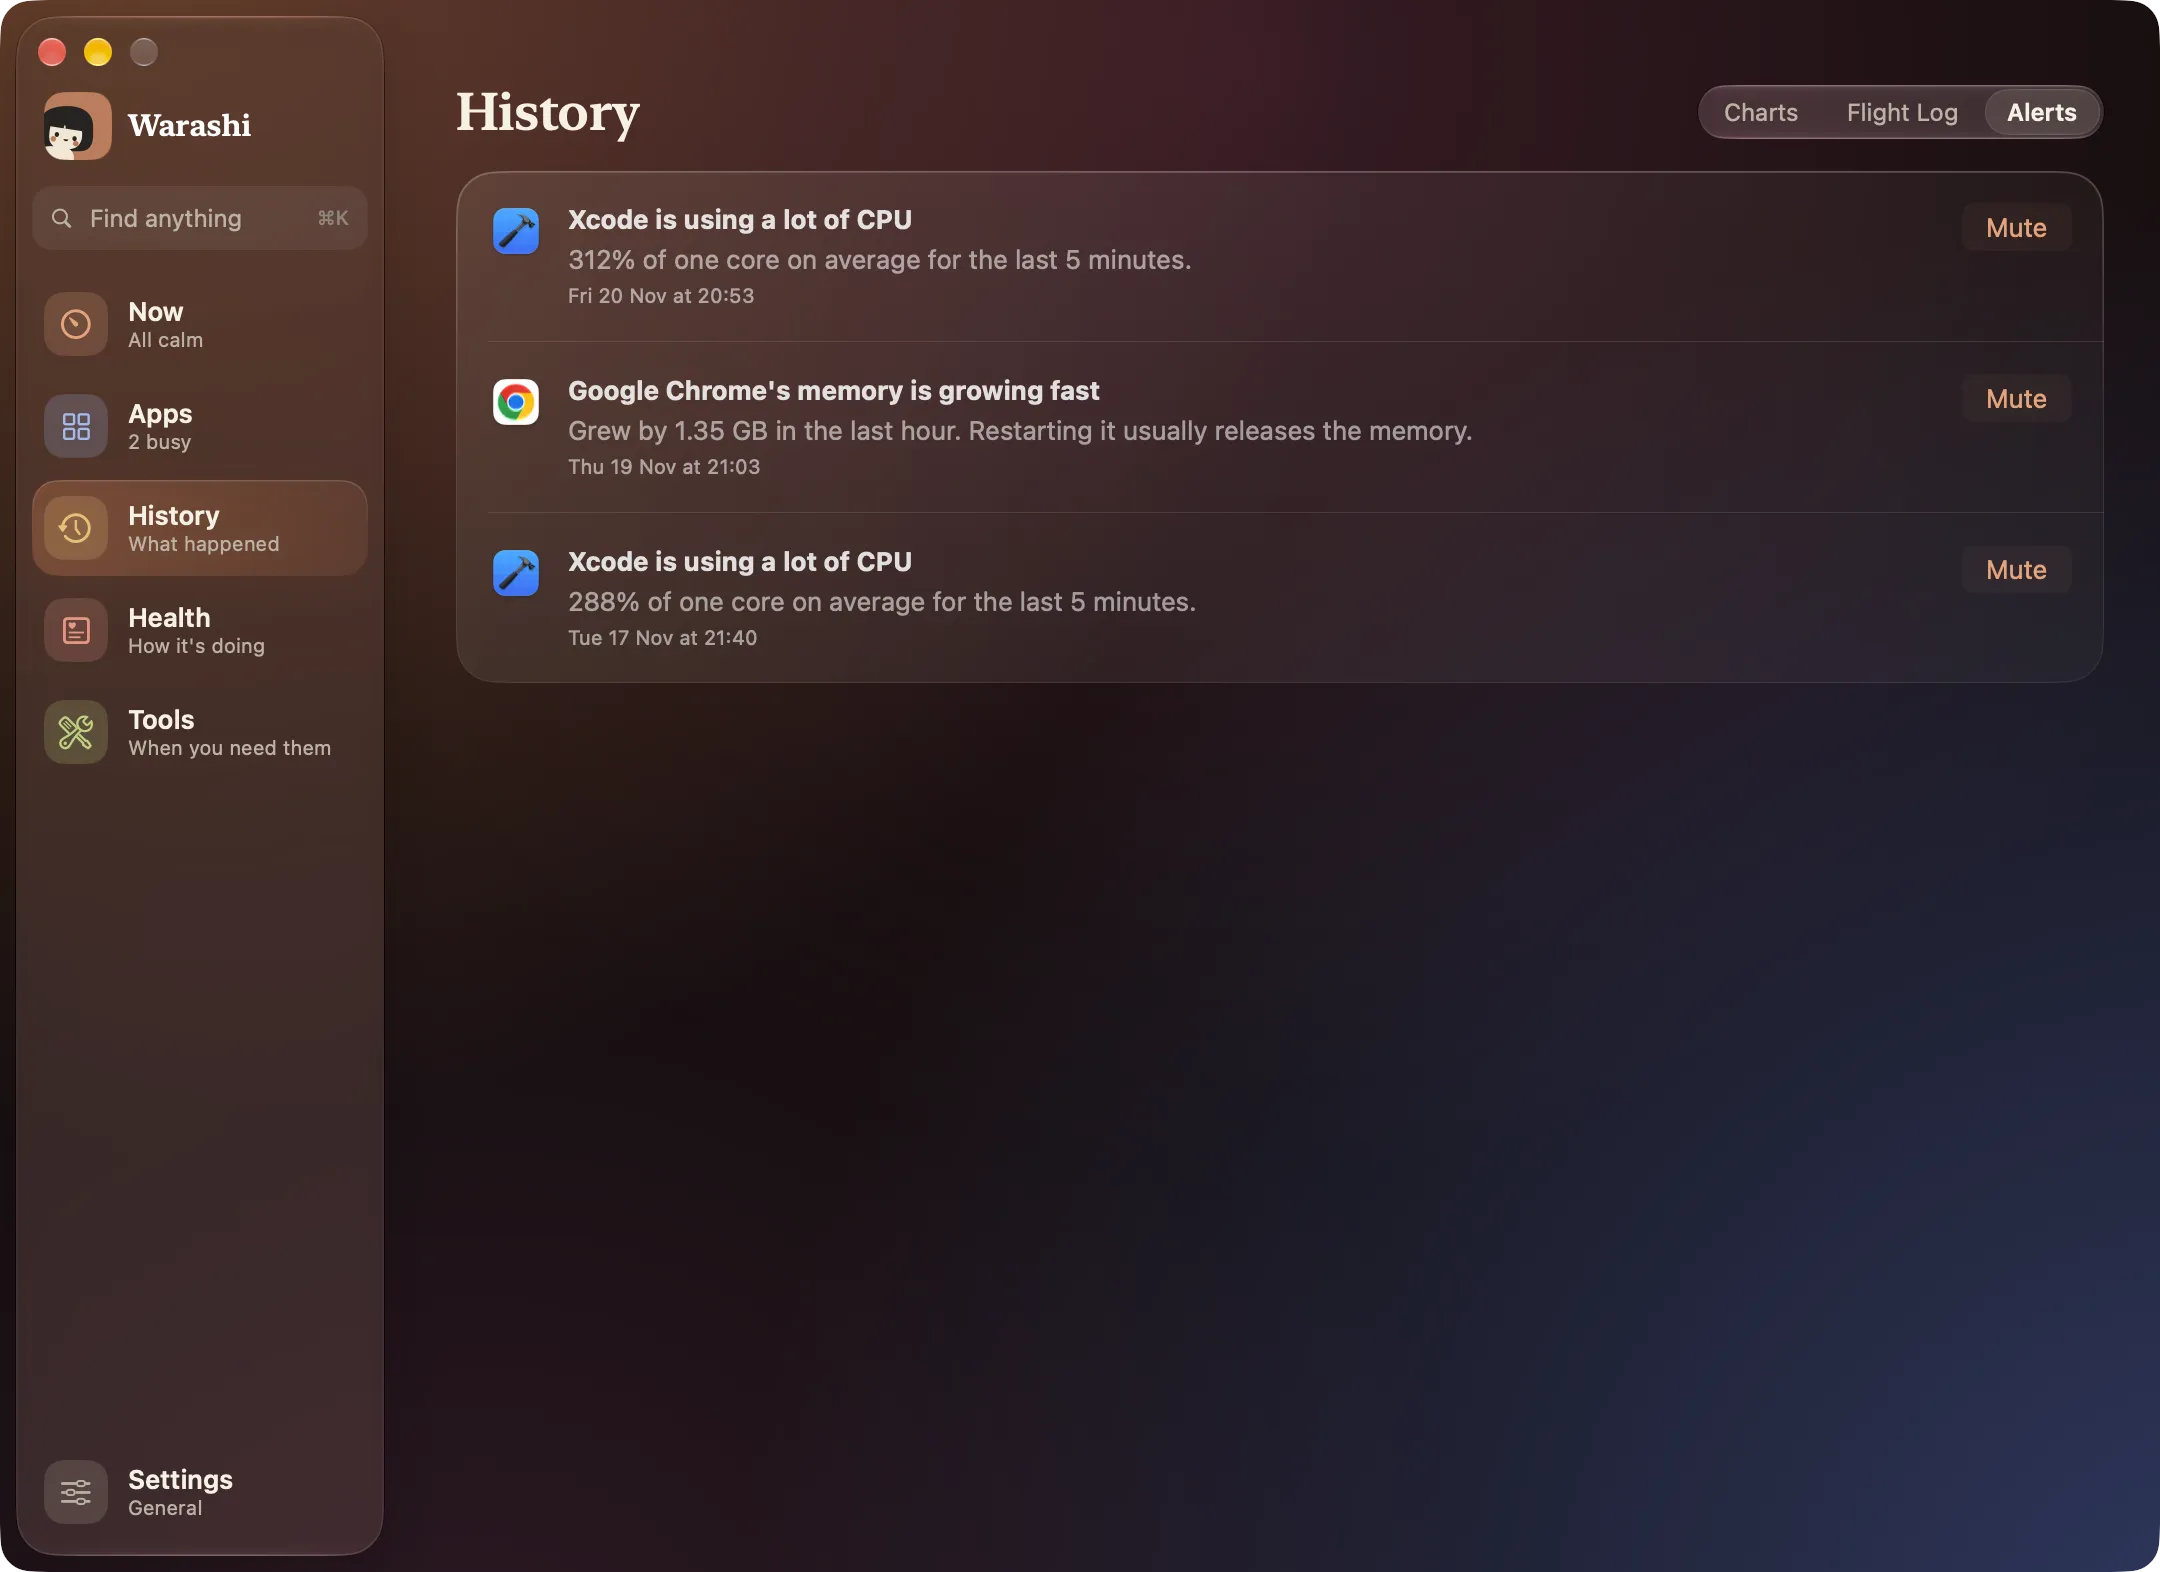 Warashi
Find anything ⌘K
Now
All calm
Apps
2 busy
History
What happened
Health
How it's doing
Tools
When you need them
Settings
General
History
Charts Flight Log Alerts
Xcode is using a lot of CPU
Mute
312% of one core on average for the last 5 minutes.
Fri 20 Nov at 20:53
Google Chrome's memory is growing fast
Mute
Grew by 1.35 GB in the last hour. Restarting it usually releases the memory.
Thu 19 Nov at 21:03
Xcode is using a lot of CPU
Mute
288% of one core on average for the last 5 minutes.
Tue 17 Nov at 21:40